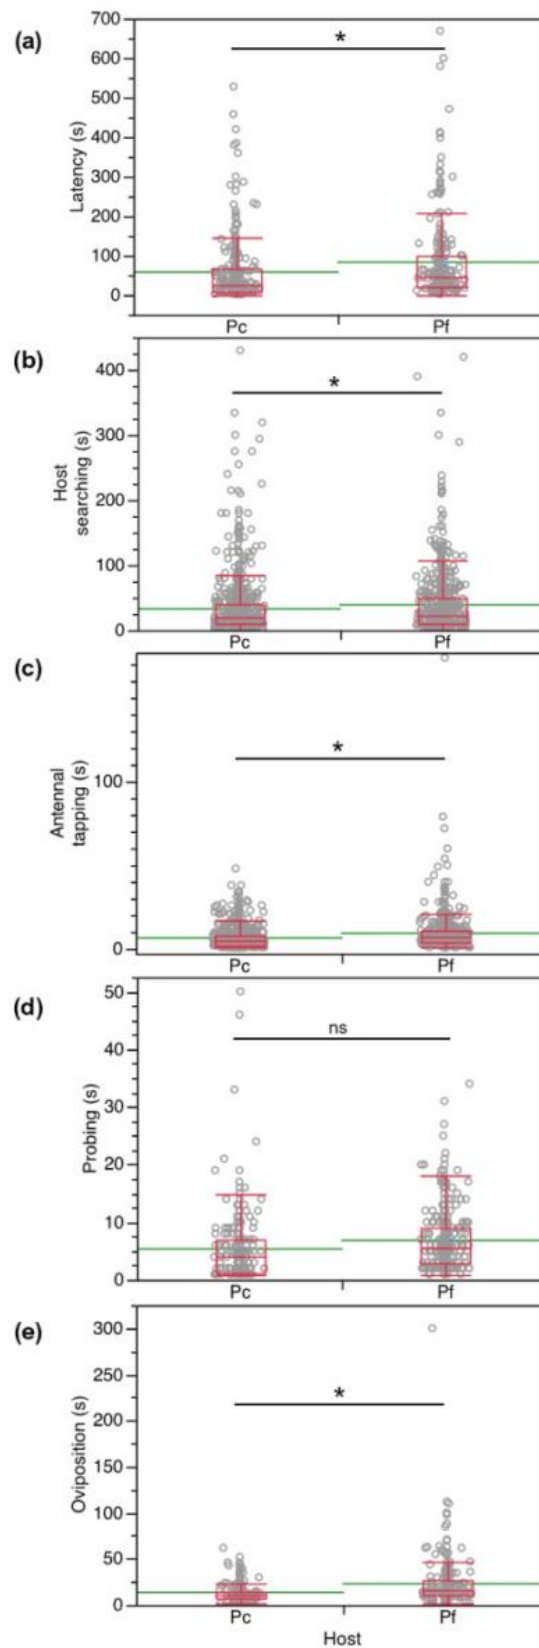 (a)
*
Latency (s)
700
600
500
400
300
200
100
0
Pc
Pf
(b)
*
Host
searching (s)
400
300
200
100
0
Pc
Pf
(c)
*
Antennal
tapping (s)
100
0
Pc
Pf
(d)
ns
Probing (s)
50
40
30
20
10
0
Pc
Pf
(e)
*
Oviposition (s)
300
250
200
150
100
50
0
Pc
Pf
Host